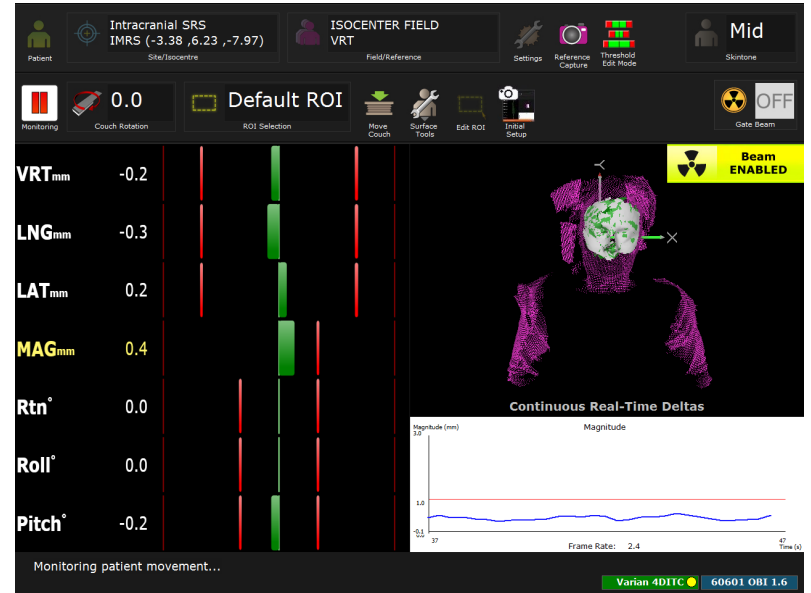 Intracranial SRS
IMRS (-3.38 ,6.23 ,-7.97)
ISOCENTER FIELD
VRT
Mid
Patient
Site/Isocentre
Field/Reference
Settings
Reference
Capture
Threshold
Edit Mode
Skintone
0.0
Default ROI
OFF
Monitoring
Couch Rotation
ROI Selection
Move
Couch
Surface
Tools
Edit ROI
Initial
Setup
Gate Beam
Beam
ENABLED
VRTmm -0.2
LNGmm -0.3
LATmm 0.2
MAGmm 0.4
Rtn° 0.0
Roll° 0.0
Pitch° -0.2
Y
X
Continuous Real-Time Deltas
Magnitude (mm)
Magnitude
3.0
1.0
-0.1
0.0
37
47
Frame Rate: 2.4
Time (s)
Monitoring patient movement...
Varian 4DITC
60601 OBI 1.6